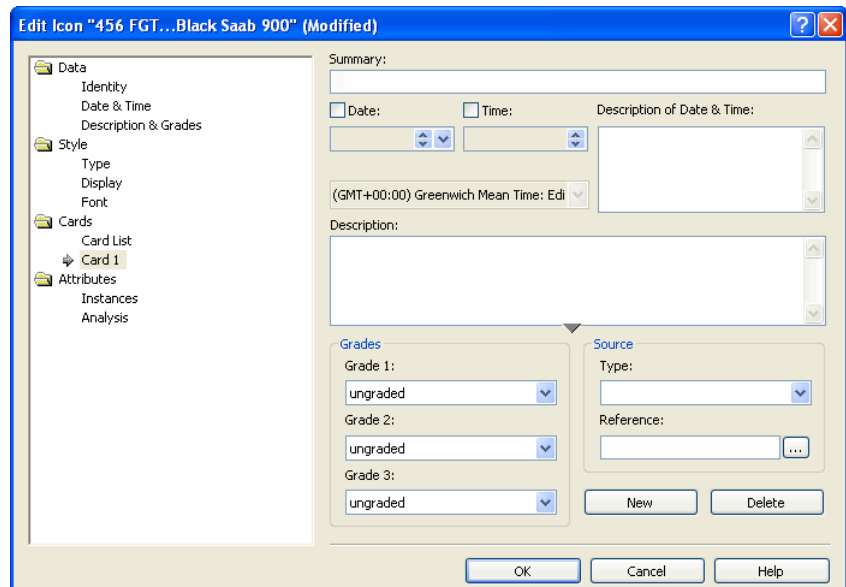 Edit Icon "456 FGT...Black Saab 900" (Modified)
Data
Identity
Date & Time
Description & Grades
Style
Type
Display
Font
Cards
Card List
Card 1
Attributes
Instances
Analysis
Summary:
Date:
Time:
Description of Date & Time:
(GMT+00:00) Greenwich Mean Time: Edi
Description:
Grades
Grade 1:
ungraded
Grade 2:
ungraded
Grade 3:
ungraded
Source
Type:
Reference:
...
New
Delete
OK
Cancel
Help